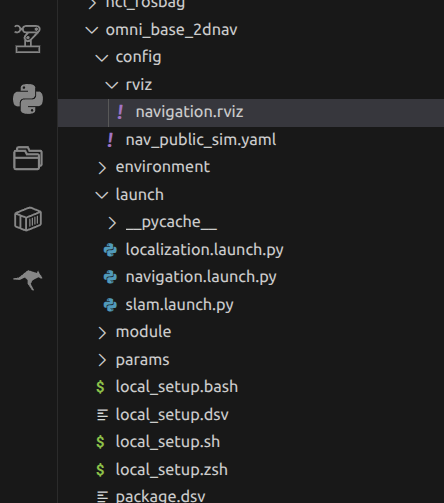 ncl_rosbag
omni_base_2dnav
config
rviz
! navigation.rviz
! nav_public_sim.yaml
environment
launch
__pycache__
localization.launch.py
navigation.launch.py
slam.launch.py
module
params
$ local_setup.bash
local_setup.dsv
$ local_setup.sh
$ local_setup.zsh
package.dsv